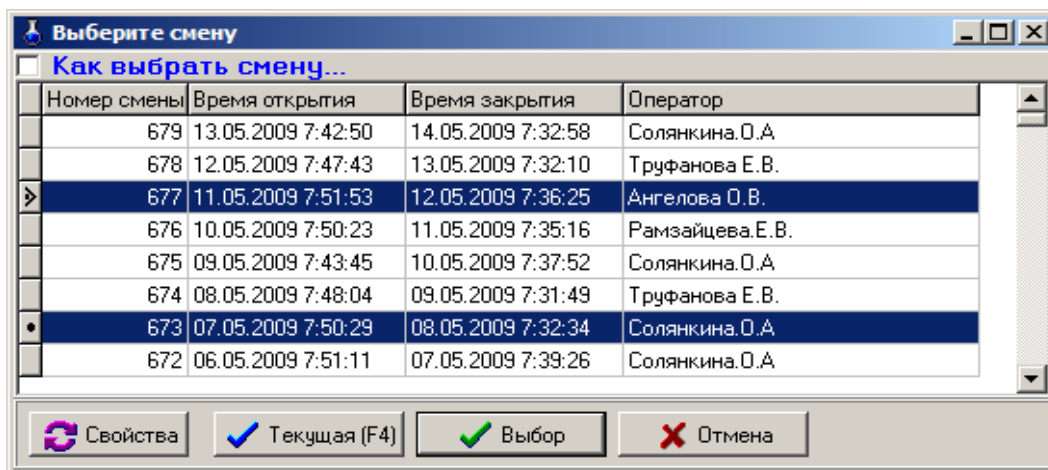 Выберите смену
Как выбрать смену...
Номер смены Время открытия Время закрытия Оператор
679 13.05.2009 7:42:50 14.05.2009 7:32:58 Солянкина.О.А
678 12.05.2009 7:47:43 13.05.2009 7:32:10 Труфанова Е.В.
677 11.05.2009 7:51:53 12.05.2009 7:36:25 Ангелова О.В.
676 10.05.2009 7:50:23 11.05.2009 7:35:16 Рамзайцева.Е.В.
675 09.05.2009 7:43:45 10.05.2009 7:37:52 Солянкина.О.А
674 08.05.2009 7:48:04 09.05.2009 7:31:49 Труфанова Е.В.
673 07.05.2009 7:50:29 08.05.2009 7:32:34 Солянкина.О.А
672 06.05.2009 7:51:11 07.05.2009 7:39:26 Солянкина.О.А
Свойства Текущая (F4) Выбор Отмена